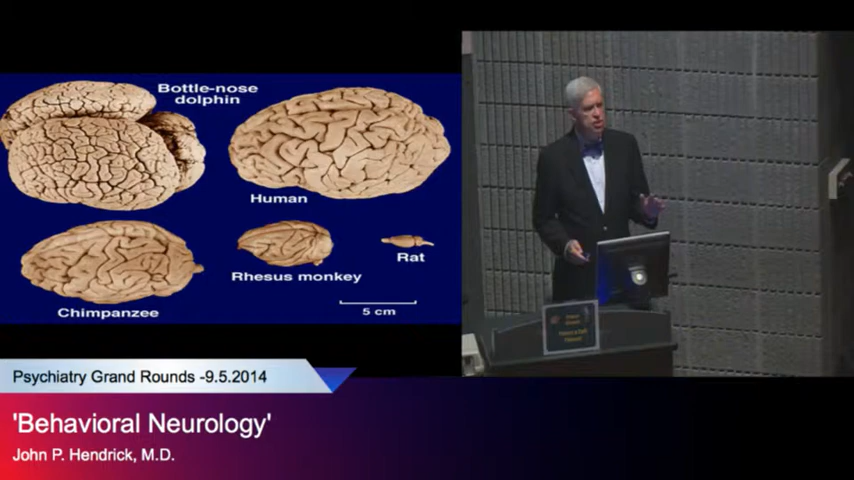 Bottle-nose
dolphin
Human
Rhesus monkey
Rat
Chimpanzee
5 cm
Psychiatry Grand Rounds -9.5.2014
'Behavioral Neurology'
John P. Hendrick, M.D.